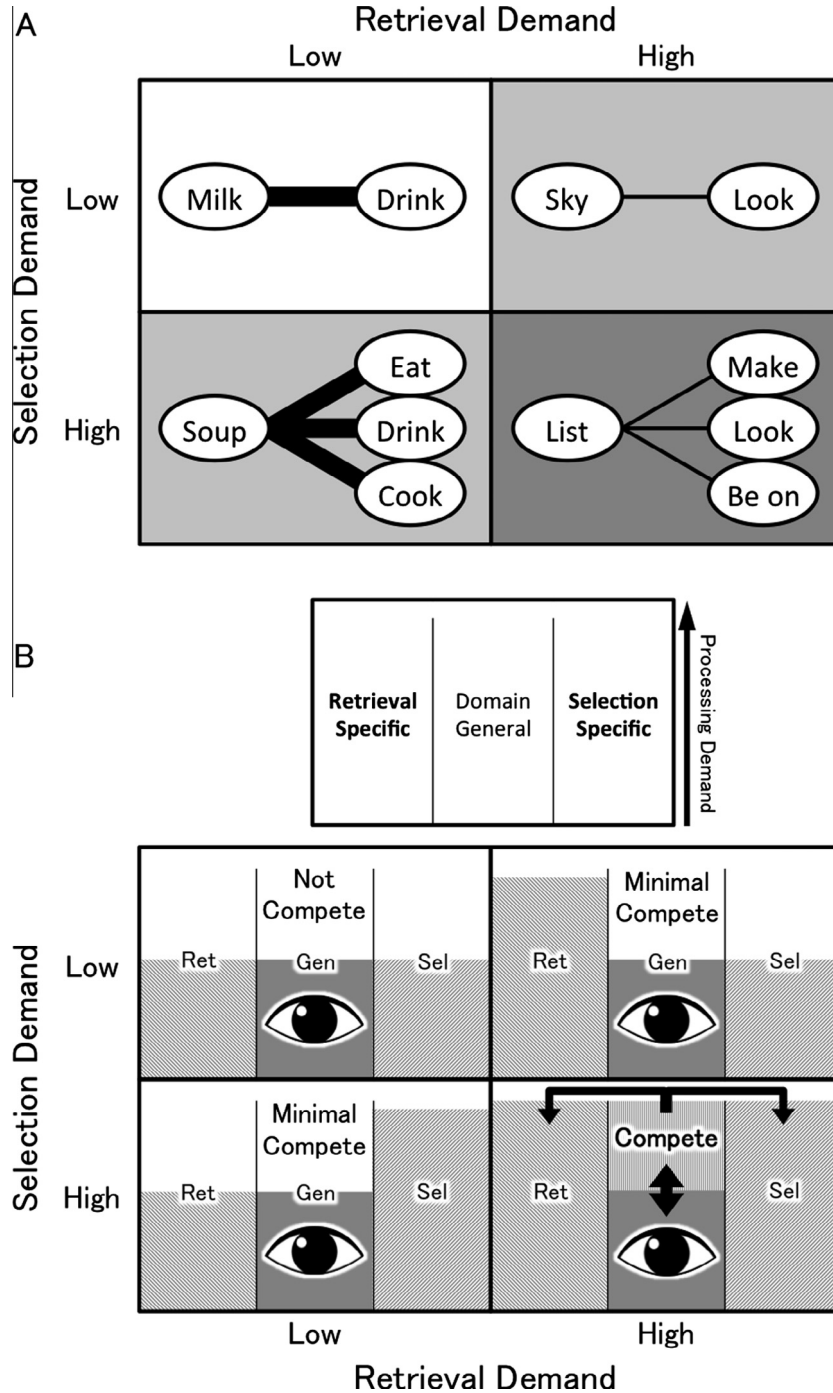 A
Retrieval Demand
Low
High
Selection Demand
Low
Milk
Drink
Sky
Look
High
Soup
Eat
Drink
Cook
List
Make
Look
Be on
B
Retrieval
Specific
Domain
General
Selection
Specific
Processing Demand
Selection Demand
Low
Not
Compete
Ret
Gen
Sel
Minimal
Compete
Ret
Gen
Sel
High
Minimal
Compete
Ret
Gen
Sel
Compete
Ret
Sel
Low
High
Retrieval Demand